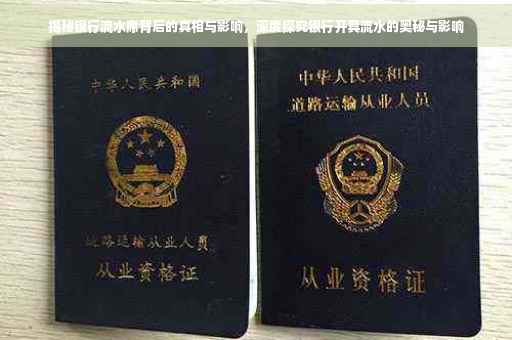 揭秘银行流水席背后的真相与影响，深度探究银行开具流水的奥秘与影响
中华人民共和国
道路运输从业人员
从业资格证
中华人民共和国
道路运输从业人员
从业资格证